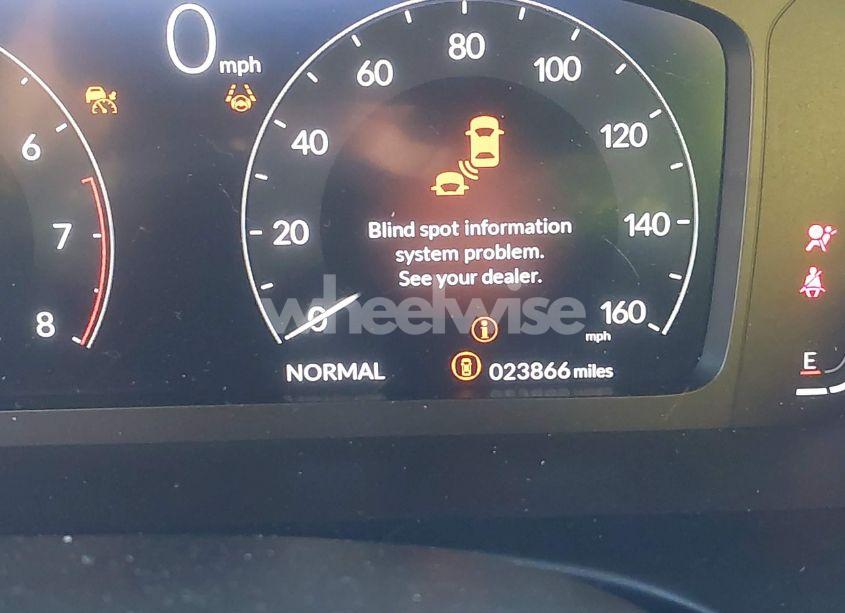 0 mph
80
60
100
6
40
120
7
20
140
Blind spot information
system problem.
See your dealer.
wheelwise
8
0
160
mph
i
E
NORMAL
023866 miles